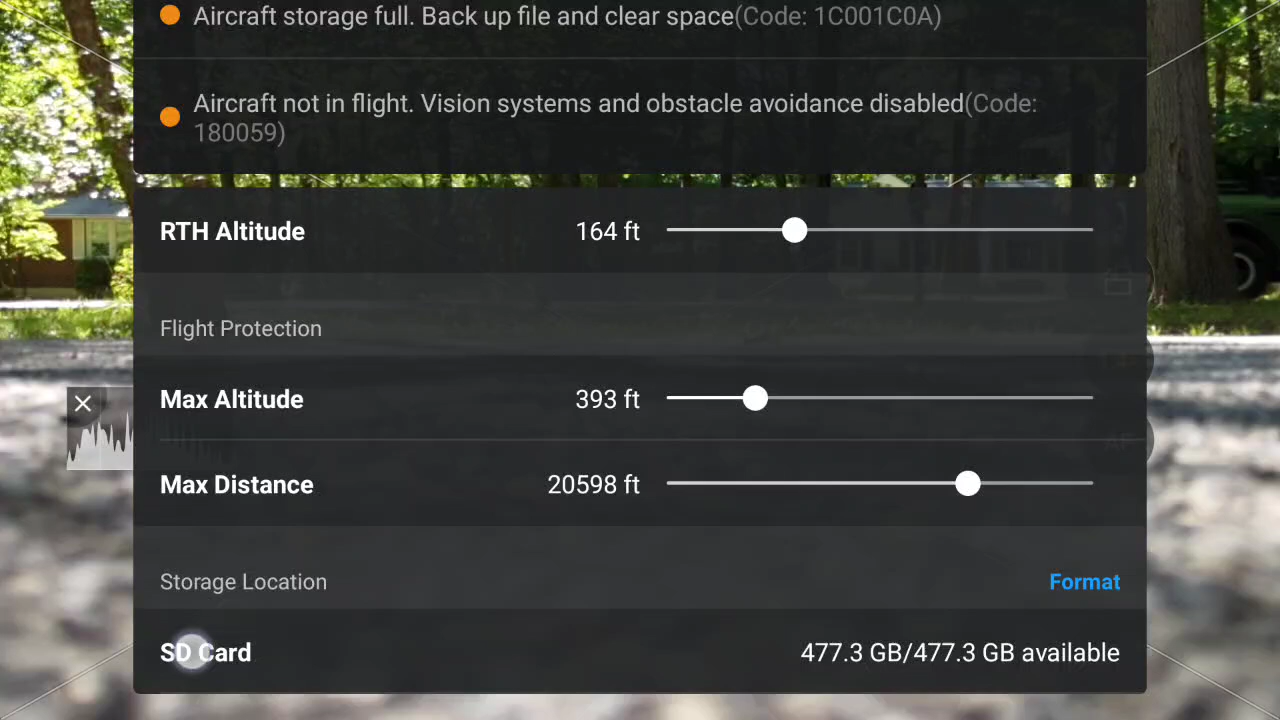 Aircraft storage full. Back up file and clear space(Code: 1C001C0A)
Aircraft not in flight. Vision systems and obstacle avoidance disabled(Code:
180059)
RTH Altitude 164 ft
Flight Protection
Max Altitude 393 ft
AF
Max Distance 20598 ft
Storage Location Format
SD Card 477.3 GB/477.3 GB available